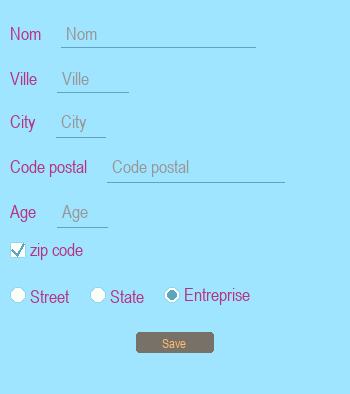 Nom Nom
Ville Ville
City City
Code postal Code postal
Age Age
zip code
Street State Entreprise
Save